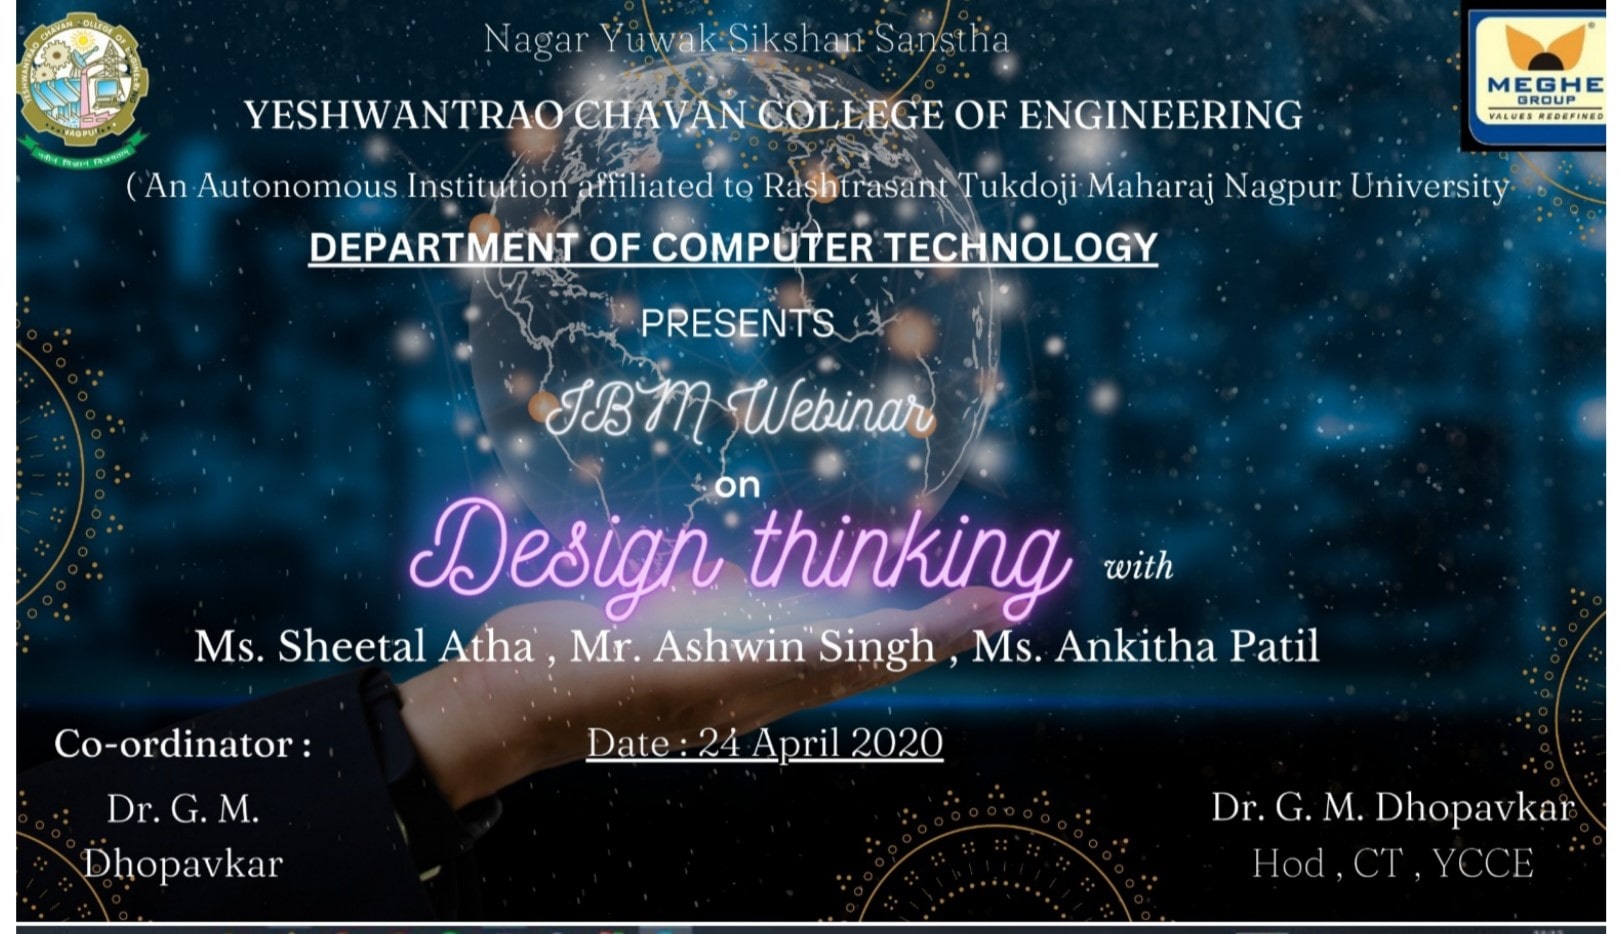 Nagar Yuwak Sikshan Sanstha
YESHWANTRAO CHAVAN COLLEGE OF ENGINEERING
( An Autonomous Institution affiliated to Rashtrasant Tukdoji Maharaj Nagpur University
DEPARTMENT OF COMPUTER TECHNOLOGY
PRESENTS
IBM Webinar
on
Design thinking with
Ms. Sheetal Atha , Mr. Ashwin Singh , Ms. Ankitha Patil
Date : 24 April 2020
Co-ordinator :
Dr. G. M.
Dhopavkar
Dr. G. M. Dhopavkar
Hod , CT , YCCE
MEGHE
GROUP
VALUES REDEFINED
NAGPUR